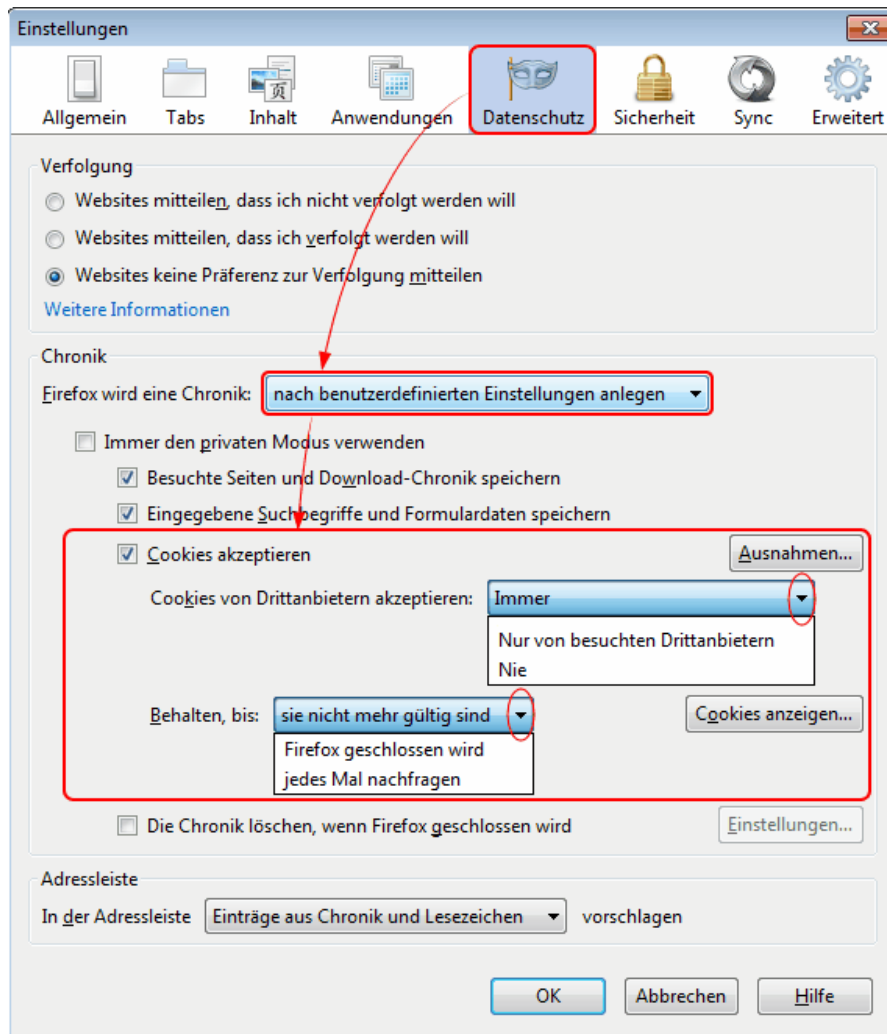 Einstellungen
Allgemein Tabs Inhalt Anwendungen Datenschutz Sicherheit Sync Erweitert
Verfolgung
Websites mitteilen, dass ich nicht verfolgt werden will
Websites mitteilen, dass ich verfolgt werden will
Websites keine Präferenz zur Verfolgung mitteilen
Weitere Informationen
Chronik
Firefox wird eine Chronik: nach benutzerdefinierten Einstellungen anlegen
Immer den privaten Modus verwenden
Besuchte Seiten und Download-Chronik speichern
Eingegebene Suchbegriffe und Formulardaten speichern
Cookies akzeptieren Ausnahmen...
Cookies von Drittanbietern akzeptieren: Immer
Nur von besuchten Drittanbietern
Nie
Behalten, bis: sie nicht mehr gültig sind Cookies anzeigen...
Firefox geschlossen wird
jedes Mal nachfragen
Die Chronik löschen, wenn Firefox geschlossen wird Einstellungen...
Adressleiste
In der Adressleiste Einträge aus Chronik und Lesezeichen vorschlagen
OK Abbrechen Hilfe